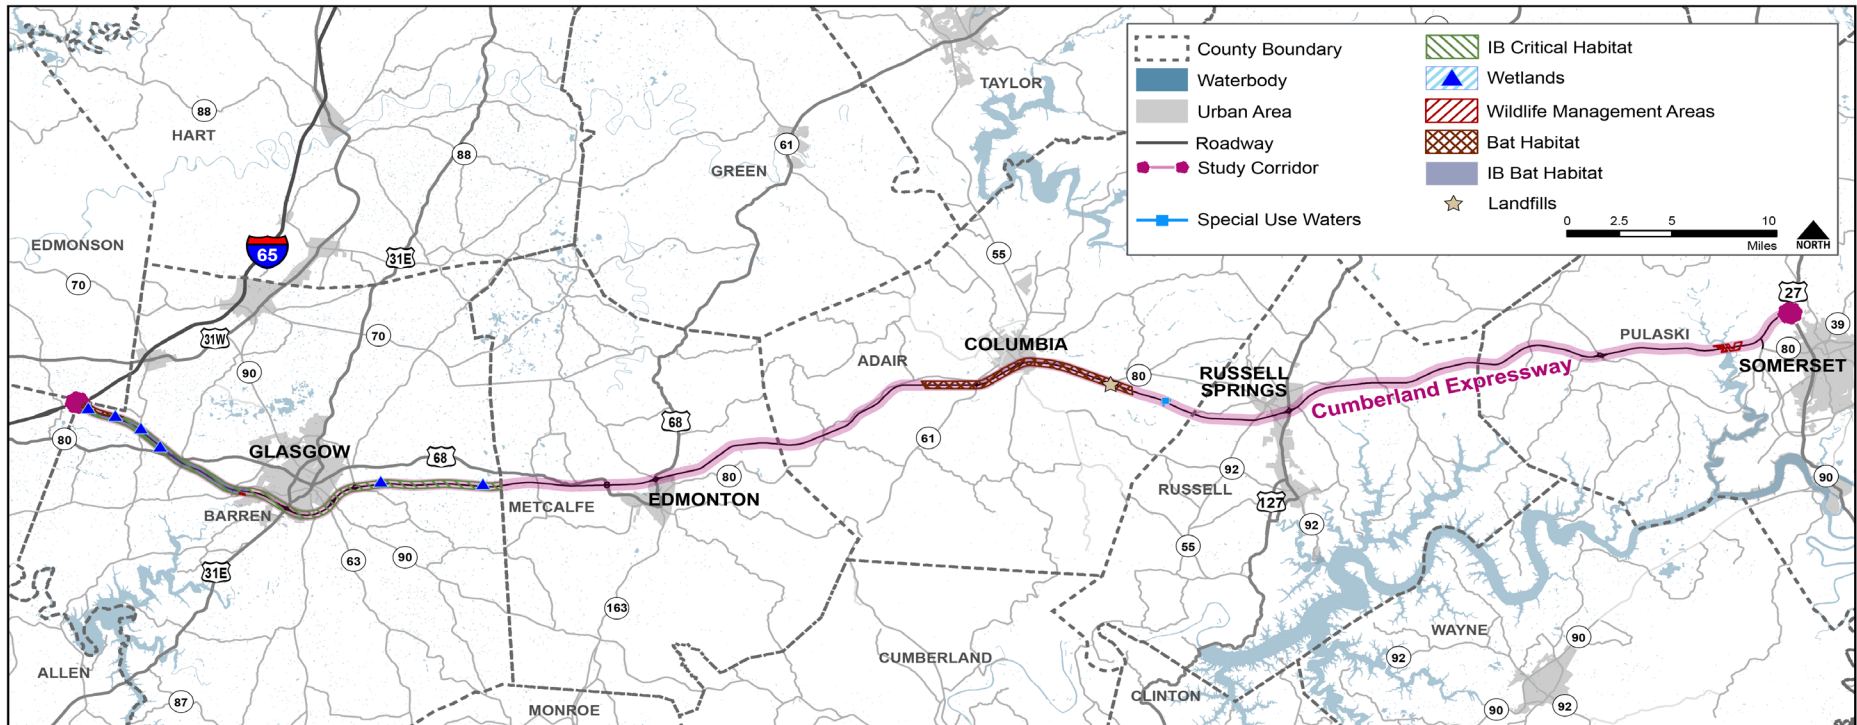 County Boundary
Waterbody
Urban Area
Roadway
Study Corridor
Special Use Waters
IB Critical Habitat
Wetlands
Wildlife Management Areas
Bat Habitat
IB Bat Habitat
Landfills
0 2.5 5 10
Miles
NORTH
TAYLOR
88
HART
88
61
GREEN
EDMONSON
65
31E
55
70
27
31W
70
39
PULASKI
80
COLUMBIA
ADAIR
90
80
RUSSELL
SPRINGS
SOMERSET
Cumberland Expressway
68
61
80
GLASGOW
68
80
92
90
RUSSELL
EDMONTON
METCALFE
127
BARREN
92
55
63
90
31E
163
WAYNE
90
CUMBERLAND
92
ALLEN
CLINTON
87
MONROE
90
92